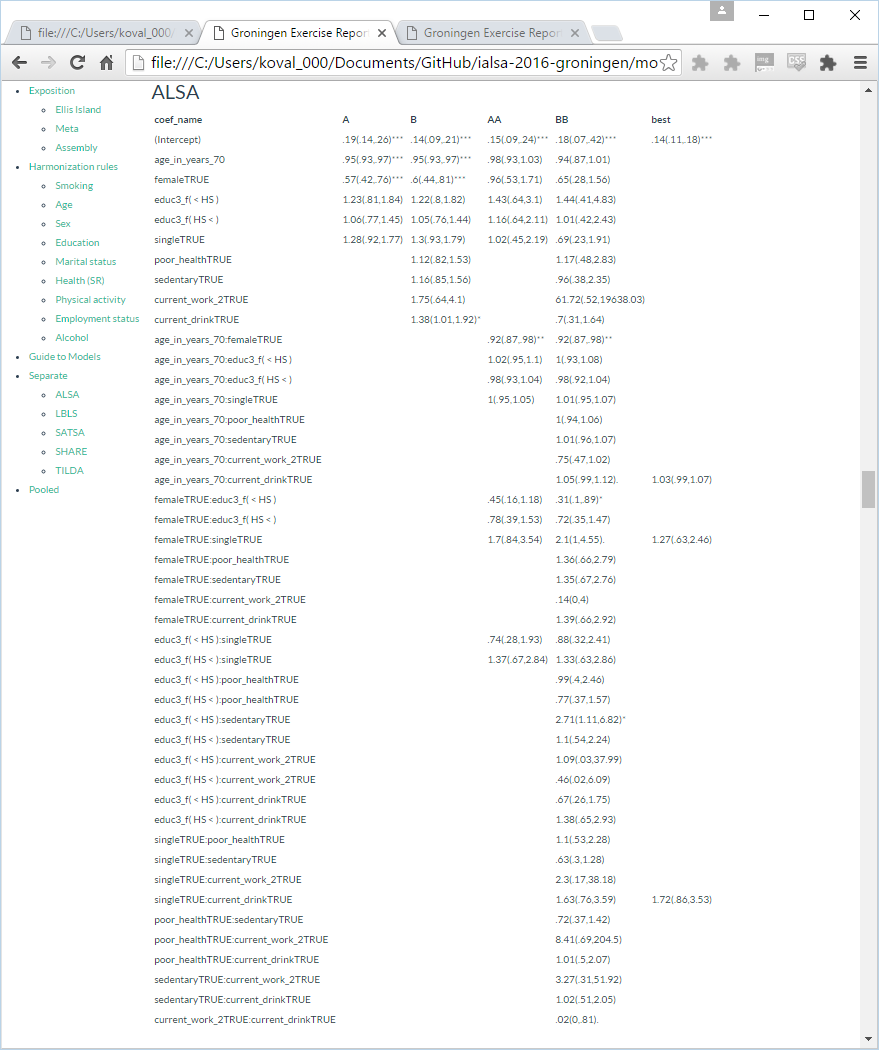 file:///C:/Users/koval_000/ Groningen Exercise Repor Groningen Exercise Repor
file:///C:/Users/koval_000/Documents/GitHub/ialsa-2016-groningen/mo
Exposition
Ellis Island
Meta
Assembly
Harmonization rules
Smoking
Age
Sex
Education
Marital status
Health (SR)
Physical activity
Employment status
Alcohol
Guide to Models
Separate
ALSA
LBLS
SATSA
SHARE
TILDA
Pooled
ALSA
coef_name A B AA BB best
(Intercept) .19(.14,.26)*** .14(.09,.21)*** .15(.09,.24)*** .18(.07,.42)*** .14(.11,.18)***
age_in_years_70 .95(.93,.97)*** .95(.93,.97)*** .98(.93,1.03) .94(.87,1.01)
femaleTRUE .57(.42,.76)*** .6(.44,.81)*** .96(.53,1.71) .65(.28,1.56)
educ3_f( < HS ) 1.23(.81,1.84) 1.22(.8,1.82) 1.43(.64,3.1) 1.44(.41,4.83)
educ3_f( HS < ) 1.06(.77,1.45) 1.05(.76,1.44) 1.16(.64,2.11) 1.01(.42,2.43)
singleTRUE 1.28(.92,1.77) 1.3(.93,1.79) 1.02(.45,2.19) .69(.23,1.91)
poor_healthTRUE 1.12(.82,1.53) 1.17(.48,2.83)
sedentaryTRUE 1.16(.85,1.56) .96(.38,2.35)
current_work_2TRUE 1.75(.64,4.1) 61.72(.52,19638.03)
current_drinkTRUE 1.38(1.01,1.92)* .7(.31,1.64)
age_in_years_70:femaleTRUE .92(.87,.98)** .92(.87,.98)**
age_in_years_70:educ3_f( < HS ) 1.02(.95,1.1) 1(.93,1.08)
age_in_years_70:educ3_f( HS < ) .98(.93,1.04) .98(.92,1.04)
age_in_years_70:singleTRUE 1(.95,1.05) 1.01(.95,1.07)
age_in_years_70:poor_healthTRUE 1(.94,1.06)
age_in_years_70:sedentaryTRUE 1.01(.96,1.07)
age_in_years_70:current_work_2TRUE .75(.47,1.02)
age_in_years_70:current_drinkTRUE 1.05(.99,1.12). 1.03(.99,1.07)
femaleTRUE:educ3_f( < HS ) .45(.16,1.18) .31(.1,.89)*
femaleTRUE:educ3_f( HS < ) .78(.39,1.53) .72(.35,1.47)
femaleTRUE:singleTRUE 1.7(.84,3.54) 2.1(1,4.55). 1.27(.63,2.46)
femaleTRUE:poor_healthTRUE 1.36(.66,2.79)
femaleTRUE:sedentaryTRUE 1.35(.67,2.76)
femaleTRUE:current_work_2TRUE .14(0,4)
femaleTRUE:current_drinkTRUE 1.39(.66,2.92)
educ3_f( < HS ):singleTRUE .74(.28,1.93) .88(.32,2.41)
educ3_f( HS < ):singleTRUE 1.37(.67,2.84) 1.33(.63,2.86)
educ3_f( < HS ):poor_healthTRUE .99(.4,2.46)
educ3_f( HS < ):poor_healthTRUE .77(.37,1.57)
educ3_f( < HS ):sedentaryTRUE 2.71(1.11,6.82)*
educ3_f( HS < ):sedentaryTRUE 1.1(.54,2.24)
educ3_f( < HS ):current_work_2TRUE 1.09(.03,37.99)
educ3_f( HS < ):current_work_2TRUE .46(.02,6.09)
educ3_f( < HS ):current_drinkTRUE .67(.26,1.75)
educ3_f( HS < ):current_drinkTRUE 1.38(.65,2.93)
singleTRUE:poor_healthTRUE 1.1(.53,2.28)
singleTRUE:sedentaryTRUE .63(.3,1.28)
singleTRUE:current_work_2TRUE 2.3(.17,38.18)
singleTRUE:current_drinkTRUE 1.63(.76,3.59) 1.72(.86,3.53)
poor_healthTRUE:sedentaryTRUE .72(.37,1.42)
poor_healthTRUE:current_work_2TRUE 8.41(.69,204.5)
poor_healthTRUE:current_drinkTRUE 1.01(.5,2.07)
sedentaryTRUE:current_work_2TRUE 3.27(.31,51.92)
sedentaryTRUE:current_drinkTRUE 1.02(.51,2.05)
current_work_2TRUE:current_drinkTRUE .02(0,.81).